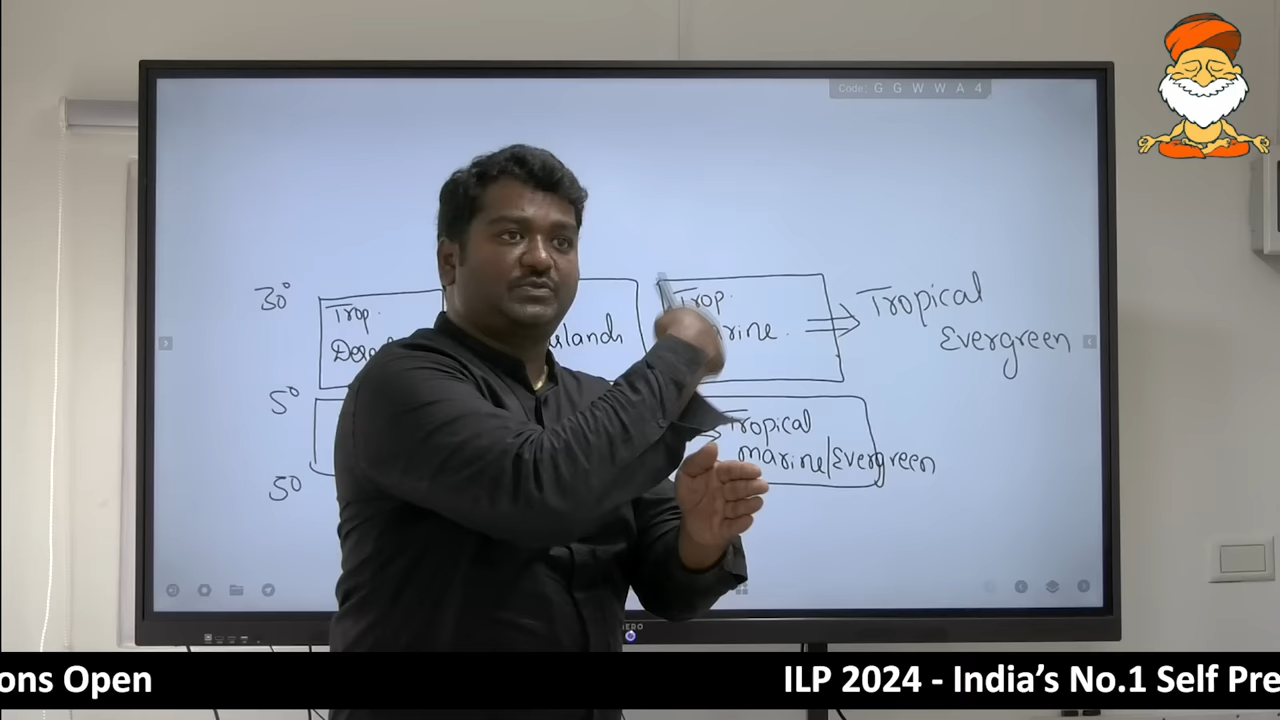 Code: G G W W A 4
30°
Trop.
Trop.
Tropical
Evergreen
5°
Tropical
marine/Evergreen
5°
ons Open
ILP 2024 - India's No.1 Self Pre